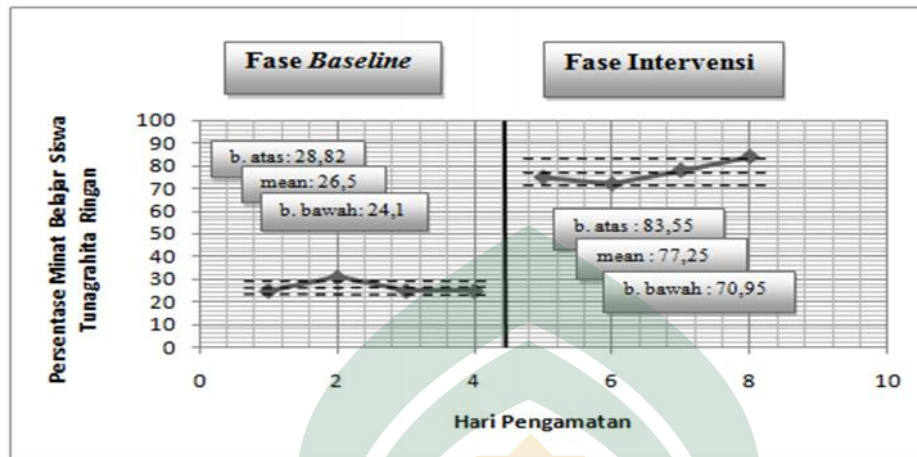 Fase Baseline
Fase Intervensi
Persentase Minat Belajar Siswa
Tunagrahita Ringan
100
90
80
70
60
50
40
30
20
10
0
b. atas: 28,82
mean: 26,5
b. bawah: 24,1
b. atas : 83,55
mean : 77,25
b. bawah : 70,95
0
2
4
6
8
10
Hari Pengamatan